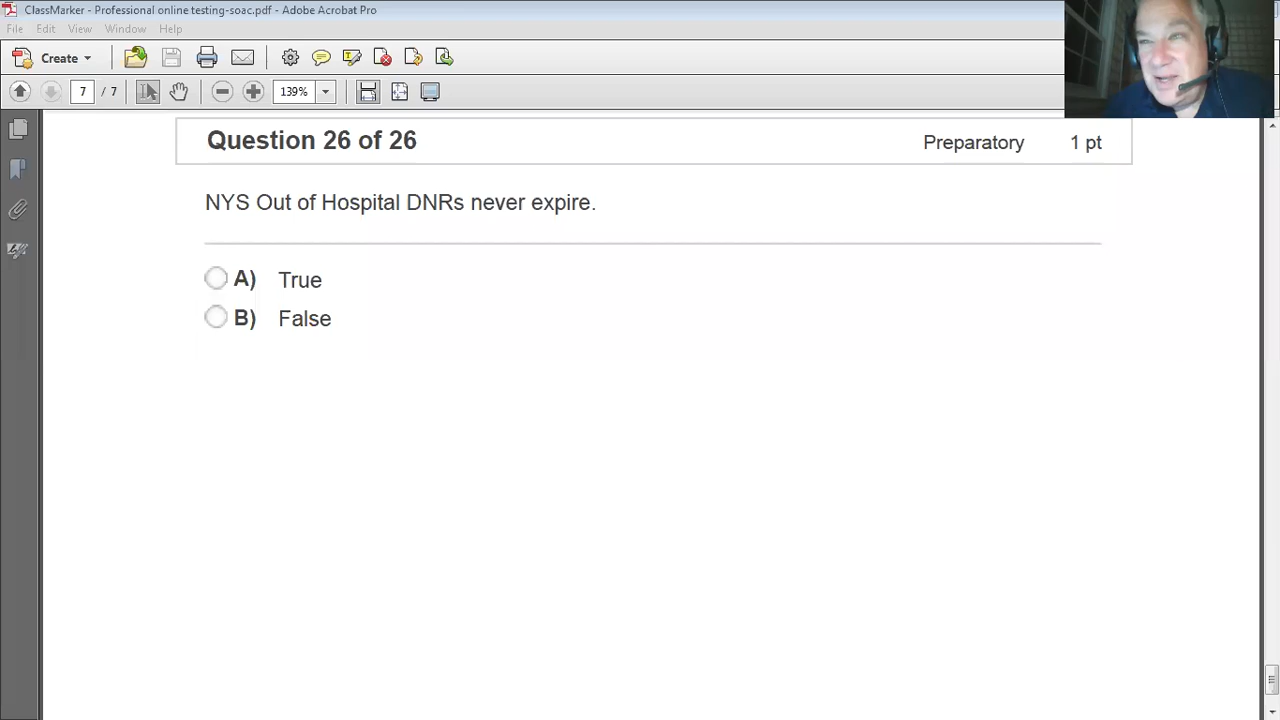 ClassMarker - Professional online testing-soac.pdf - Adobe Acrobat Pro
File Edit View Window Help
Create
7 / 7 139%
Question 26 of 26 Preparatory 1 pt
NYS Out of Hospital DNRs never expire.
A) True
B) False